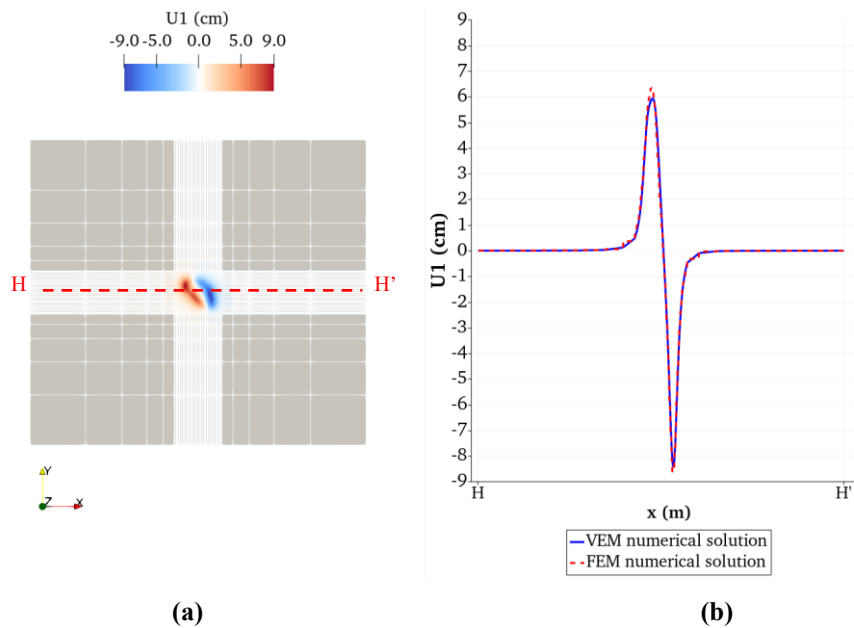 U1 (cm)
-9.0 -5.0 0.0 5.0 9.0
H H’
Y
Z X
(a)
9
8
7
6
5
4
3
2
1
0
-1
-2
-3
-4
-5
-6
-7
-8
-9
U1 (cm)
H H'
x (m)
VEM numerical solution
FEM numerical solution
(b)